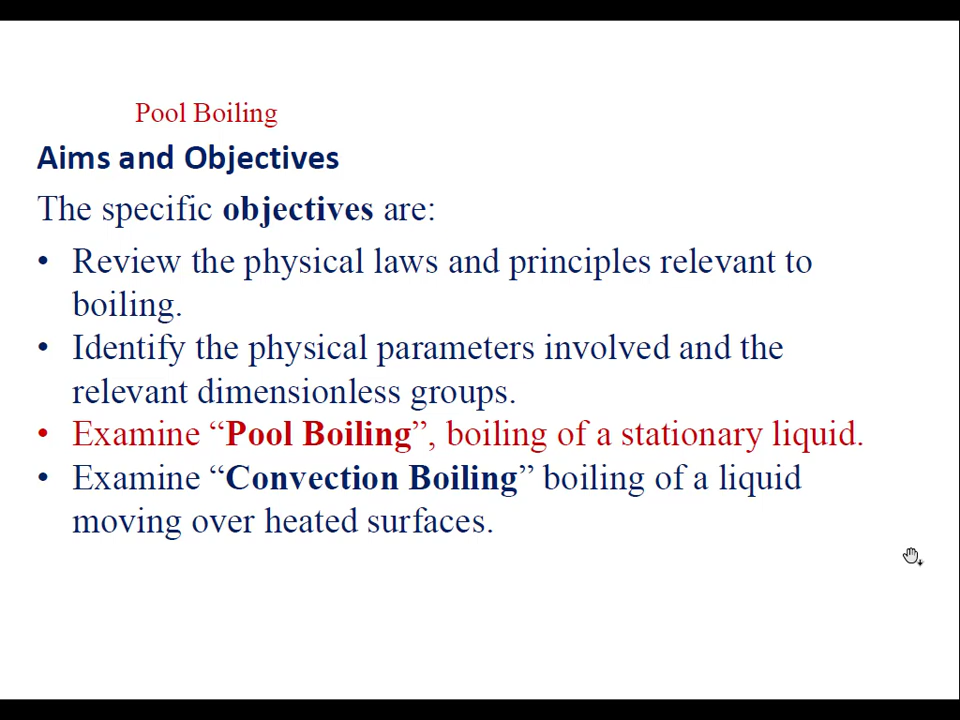 Pool Boiling
Aims and Objectives
The specific objectives are:
• Review the physical laws and principles relevant to
boiling.
• Identify the physical parameters involved and the
relevant dimensionless groups.
• Examine “Pool Boiling”, boiling of a stationary liquid.
• Examine “Convection Boiling” boiling of a liquid
moving over heated surfaces.